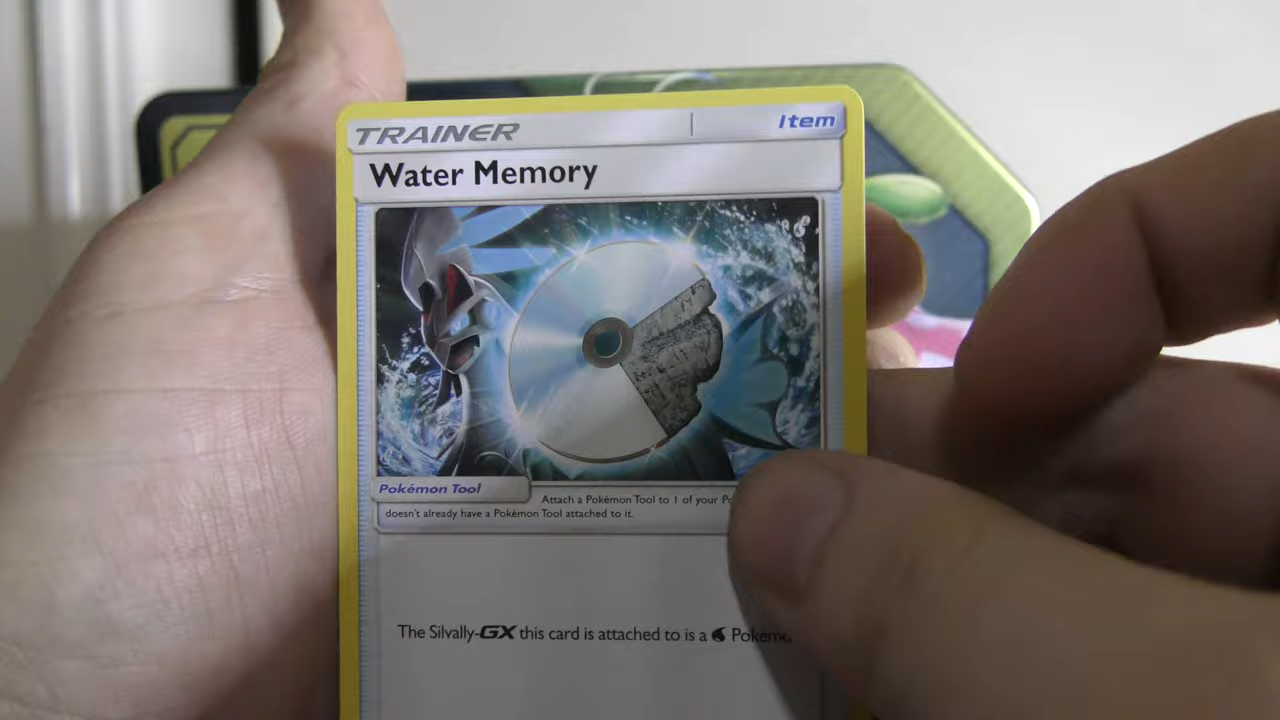 TRAINER Item
Water Memory
Pokémon Tool
Attach a Pokémon Tool to 1 of your
doesn't already have a Pokémon Tool attached to it.
The Silvally-GX this card is attached to is a Pokémo